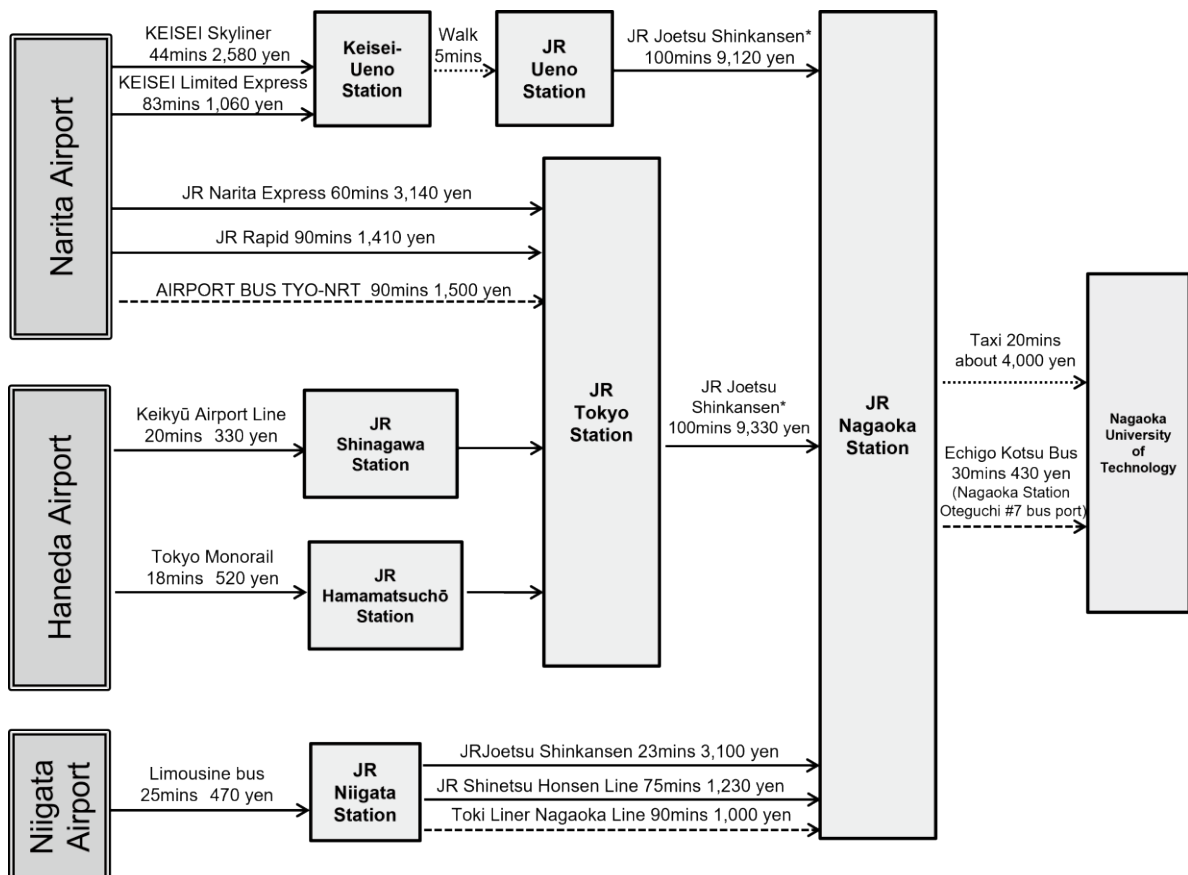 KEISEI Skyliner
44mins 2,580 yen
KEISEI Limited Express
83mins 1,060 yen
Keisei-
Ueno
Station
Walk
5mins
JR
Ueno
Station
JR Joetsu Shinkansen*
100mins 9,120 yen
Narita Airport
JR Narita Express 60mins 3,140 yen
JR Rapid 90mins 1,410 yen
AIRPORT BUS TYO-NRT 90mins 1,500 yen
Haneda Airport
Keikyū Airport Line
20mins 330 yen
JR
Shinagawa
Station
Tokyo Monorail
18mins 520 yen
JR
Hamamatsuchō
Station
JR
Tokyo
Station
JR Joetsu
Shinkansen*
100mins 9,330 yen
JR
Nagaoka
Station
Taxi 20mins
about 4,000 yen
Echigo Kotsu Bus
30mins 430 yen
(Nagaoka Station
Oteguchi #7 bus port)
Nagaoka
University
of
Technology
Niigata
Airport
Limousine bus
25mins 470 yen
JR
Niigata
Station
JRJoetsu Shinkansen 23mins 3,100 yen
JR Shinetsu Honsen Line 75mins 1,230 yen
Toki Liner Nagaoka Line 90mins 1,000 yen